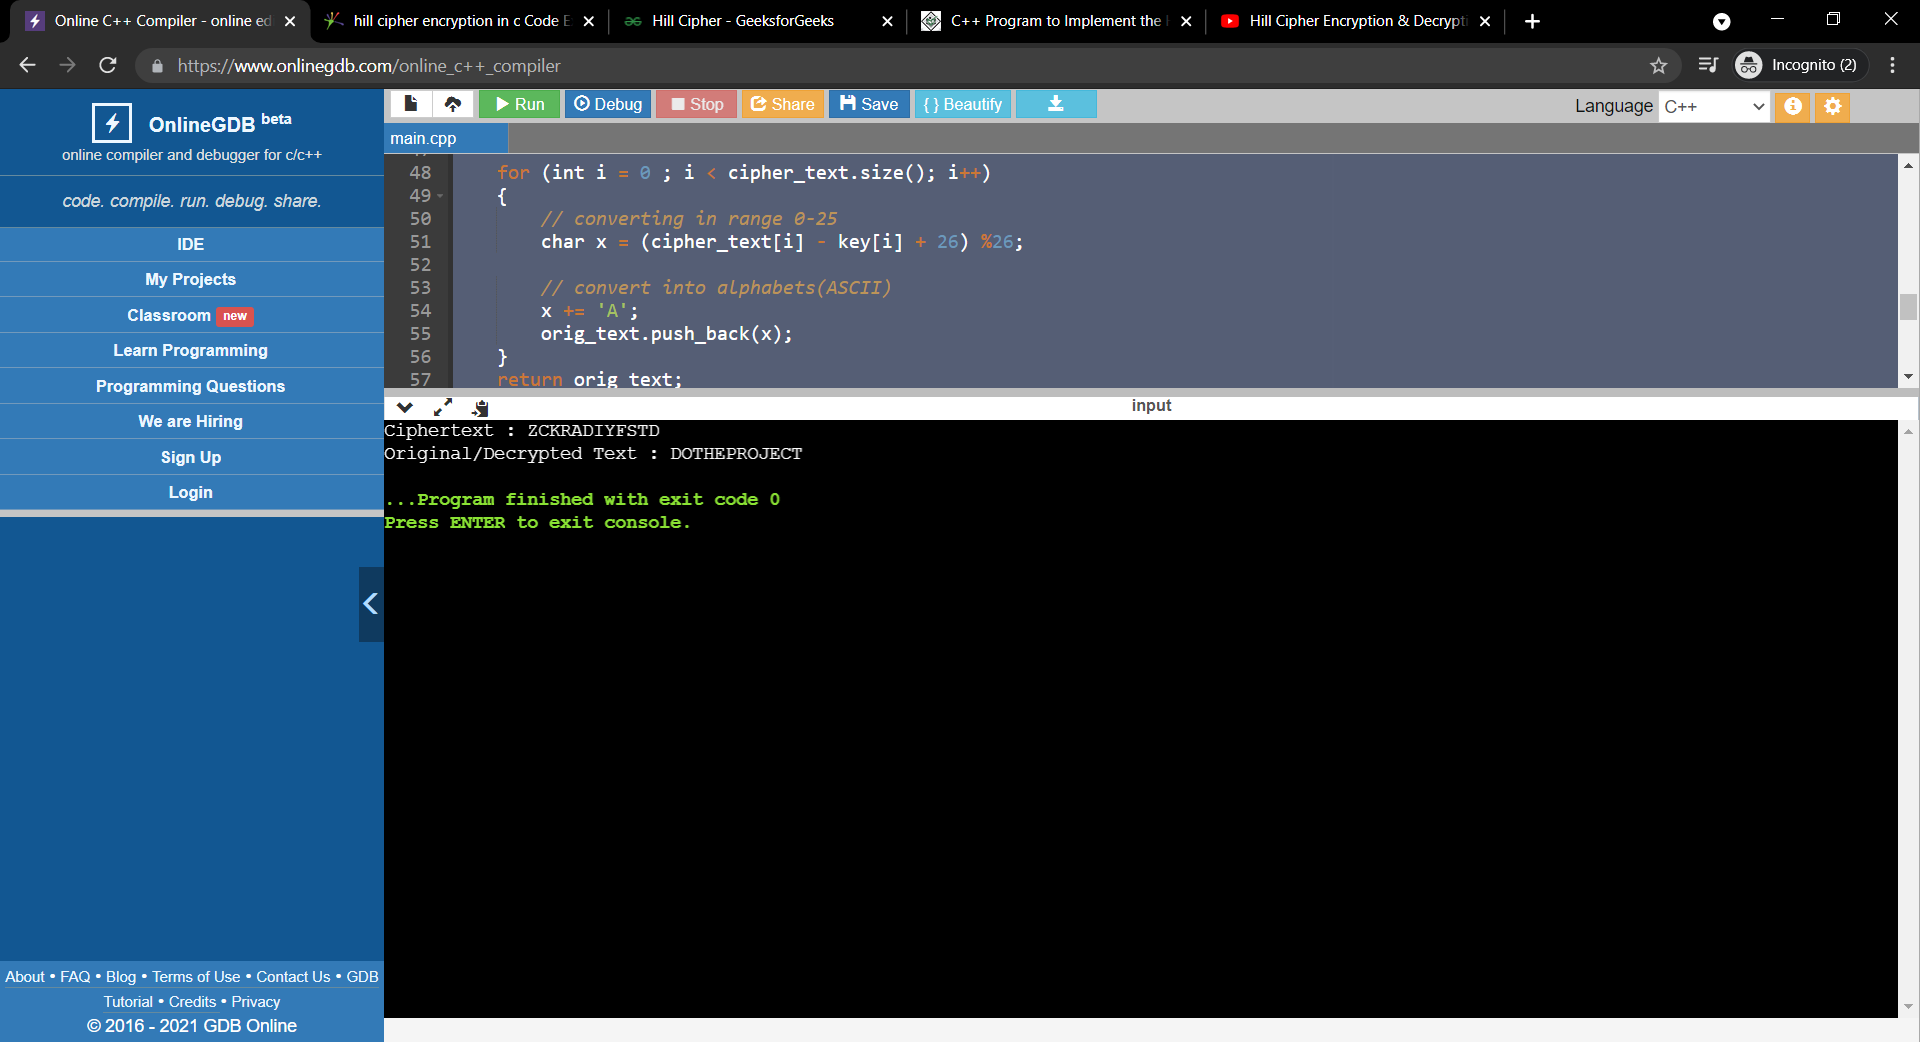 Online C++ Compiler - online ed
hill cipher encryption in c Code E
Hill Cipher - GeeksforGeeks
C++ Program to Implement the
Hill Cipher Encryption & Decrypti
https://www.onlinegdb.com/online_c++_compiler
Incognito (2)
OnlineGDB beta
online compiler and debugger for c/c++
code. compile. run. debug. share.
IDE
My Projects
Classroom new
Learn Programming
Programming Questions
We are Hiring
Sign Up
Login
About • FAQ • Blog • Terms of Use • Contact Us • GDB
Tutorial • Credits • Privacy
© 2016 - 2021 GDB Online
Run Debug Stop Share Save { } Beautify
Language C++
main.cpp
48 for (int i = 0 ; i < cipher_text.size(); i++)
49 {
50 // converting in range 0-25
51 char x = (cipher_text[i] - key[i] + 26) %26;
52
53 // convert into alphabets(ASCII)
54 x += 'A';
55 orig_text.push_back(x);
56 }
57 return orig_text;
input
Ciphertext : ZCKRADIYFSTD
Original/Decrypted Text : DOTHEPROJECT
...Program finished with exit code 0
Press ENTER to exit console.